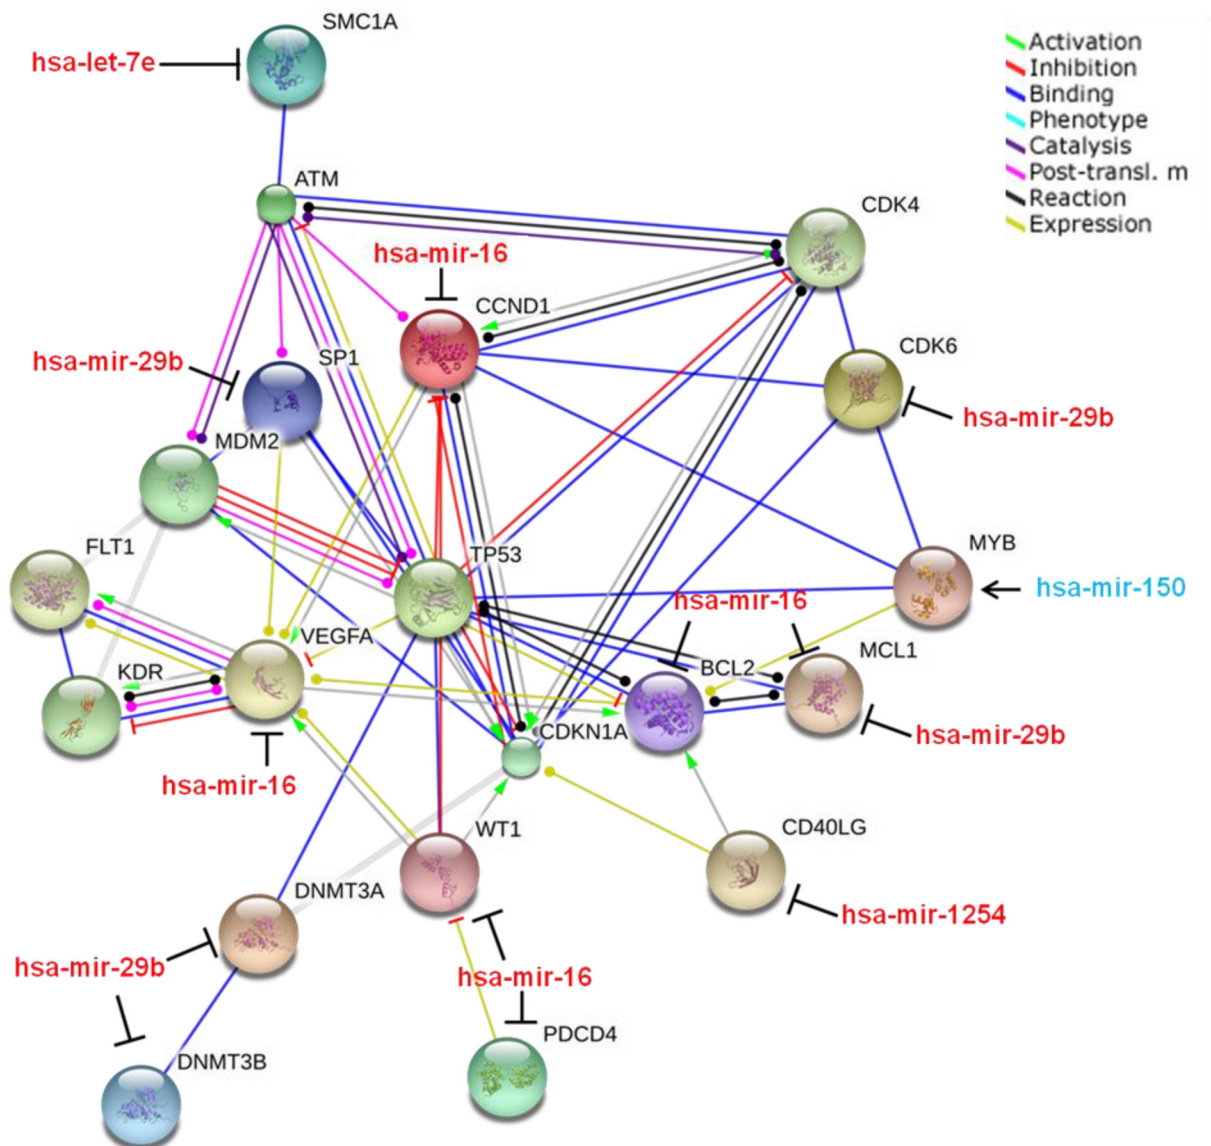 SMC1A
hsa-let-7e
Activation
Inhibition
Binding
Phenotype
Catalysis
Post-transl. m
Reaction
Expression
ATM
CDK4
hsa-mir-16
CCND1
CDK6
hsa-mir-29b
SP1
hsa-mir-29b
MDM2
FLT1
TP53
MYB
hsa-mir-150
hsa-mir-16
VEGFA
BCL2
MCL1
KDR
CDKN1A
hsa-mir-29b
hsa-mir-16
WT1
CD40LG
DNMT3A
hsa-mir-1254
hsa-mir-29b
hsa-mir-16
PDCD4
DNMT3B